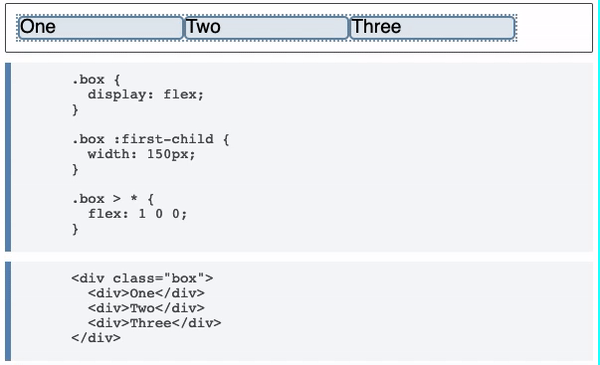 One Two Three
.box {
  display: flex;
}
.box :first-child {
  width: 150px;
}
.box > * {
  flex: 1 0 0;
}
<div class="box">
  <div>One</div>
  <div>Two</div>
  <div>Three</div>
</div>